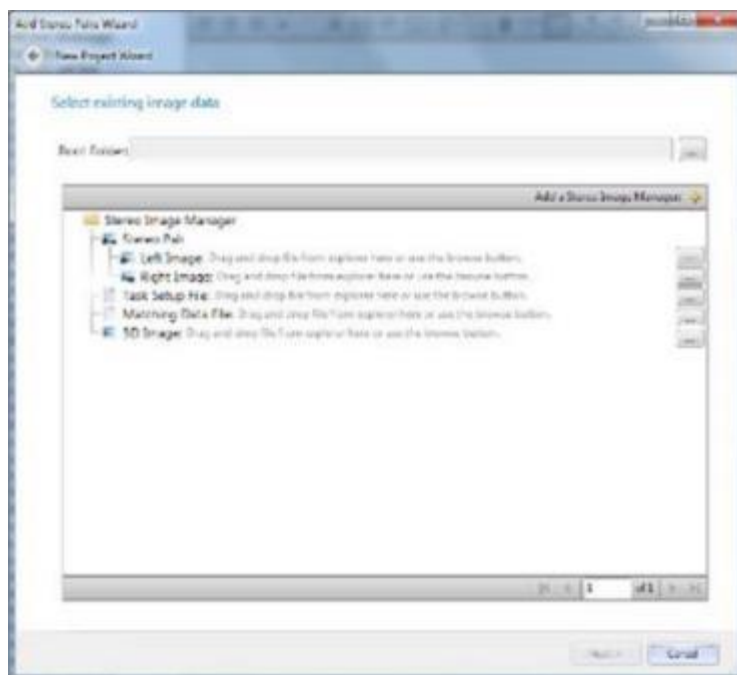 Add Stereo Pairs Wizard
New Project Wizard
Select existing image data
Root Folder:
...
Add a Stereo Image Manager
Stereo Image Manager
Stereo Pair
Left Image: Drag and drop file from explorer here or use the browse button.
...
Right Image: Drag and drop file from explorer here or use the browse button.
...
Task Setup File: Drag and drop file from explorer here or use the browse button.
...
Matching Data File: Drag and drop file from explorer here or use the browse button.
...
3D Image: Drag and drop file from explorer here or use the browse button.
...
1 of 1
Next > Cancel